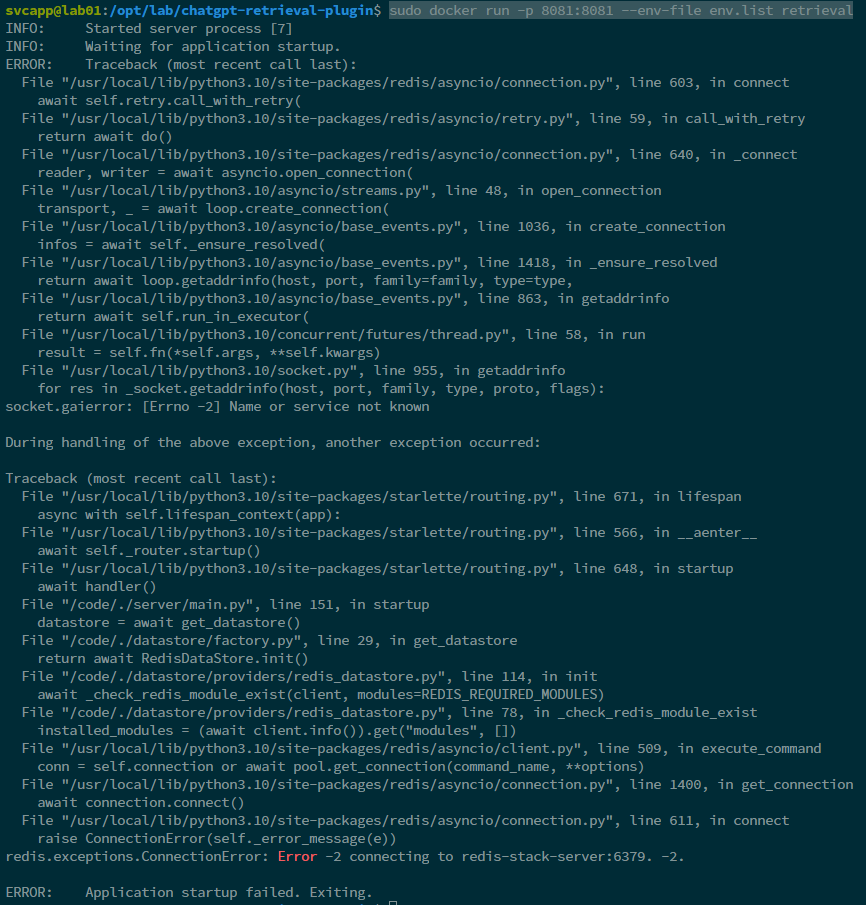 svcapp@lab01:/opt/lab/chatgpt-retrieval-plugin$ sudo docker run -p 8081:8081 --env-file env.list retrieval
INFO:     Started server process [7]
INFO:     Waiting for application startup.
ERROR:    Traceback (most recent call last):
  File "/usr/local/lib/python3.10/site-packages/redis/asyncio/connection.py", line 603, in connect
    await self.retry.call_with_retry(
  File "/usr/local/lib/python3.10/site-packages/redis/asyncio/retry.py", line 59, in call_with_retry
    return await do()
  File "/usr/local/lib/python3.10/site-packages/redis/asyncio/connection.py", line 640, in _connect
    reader, writer = await asyncio.open_connection(
  File "/usr/local/lib/python3.10/asyncio/streams.py", line 48, in open_connection
    transport, _ = await loop.create_connection(
  File "/usr/local/lib/python3.10/asyncio/base_events.py", line 1036, in create_connection
    infos = await self._ensure_resolved(
  File "/usr/local/lib/python3.10/asyncio/base_events.py", line 1418, in _ensure_resolved
    return await loop.getaddrinfo(host, port, family=family, type=type,
  File "/usr/local/lib/python3.10/asyncio/base_events.py", line 863, in getaddrinfo
    return await self.run_in_executor(
  File "/usr/local/lib/python3.10/concurrent/futures/thread.py", line 58, in run
    result = self.fn(*self.args, **self.kwargs)
  File "/usr/local/lib/python3.10/socket.py", line 955, in getaddrinfo
    for res in _socket.getaddrinfo(host, port, family, type, proto, flags):
socket.gaierror: [Errno -2] Name or service not known

During handling of the above exception, another exception occurred:

Traceback (most recent call last):
  File "/usr/local/lib/python3.10/site-packages/starlette/routing.py", line 671, in lifespan
    async with self.lifespan_context(app):
  File "/usr/local/lib/python3.10/site-packages/starlette/routing.py", line 566, in __aenter__
    await self._router.startup()
  File "/usr/local/lib/python3.10/site-packages/starlette/routing.py", line 648, in startup
    await handler()
  File "/code/./server/main.py", line 151, in startup
    datastore = await get_datastore()
  File "/code/./datastore/factory.py", line 29, in get_datastore
    return await RedisDataStore.init()
  File "/code/./datastore/providers/redis_datastore.py", line 114, in init
    await _check_redis_module_exist(client, modules=REDIS_REQUIRED_MODULES)
  File "/code/./datastore/providers/redis_datastore.py", line 78, in _check_redis_module_exist
    installed_modules = (await client.info()).get("modules", [])
  File "/usr/local/lib/python3.10/site-packages/redis/asyncio/client.py", line 509, in execute_command
    conn = self.connection or await pool.get_connection(command_name, **options)
  File "/usr/local/lib/python3.10/site-packages/redis/asyncio/connection.py", line 1400, in get_connection
    await connection.connect()
  File "/usr/local/lib/python3.10/site-packages/redis/asyncio/connection.py", line 611, in connect
    raise ConnectionError(self._error_message(e))
redis.exceptions.ConnectionError: Error -2 connecting to redis-stack-server:6379. -2.

ERROR:    Application startup failed. Exiting.